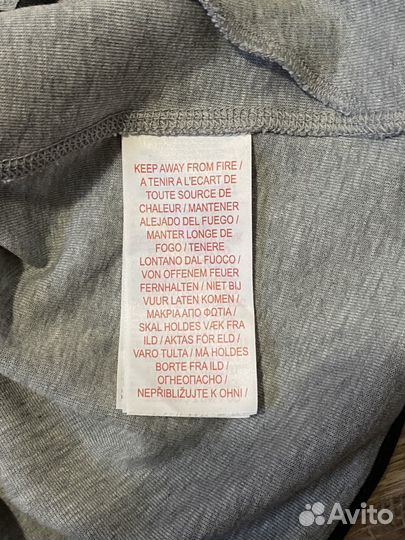 KEEP AWAY FROM FIRE /
A TENIR A L'ECART DE
TOUTE SOURCE DE
CHALEUR / MANTENER
ALEJADO DEL FUEGO /
MANTER LONGE DE
FOGO / TENERE
LONTANO DAL FUOCO /
VON OFFENEM FEUER
FERNHALTEN / NIET BIJ
VUUR LATEN KOMEN /
ΜΑΚΡΙΑ ΑΠΟ ΦΩΤΙΑ /
SKAL HOLDES VÆK FRA
ILD / AKTAS FÖR ELD /
VARO TULTA / MÅ HOLDES
BORTE FRA ILD /
ОГНЕОПАСНО /
NEPŘIBLIŽUJTE K OHNI /
Avito